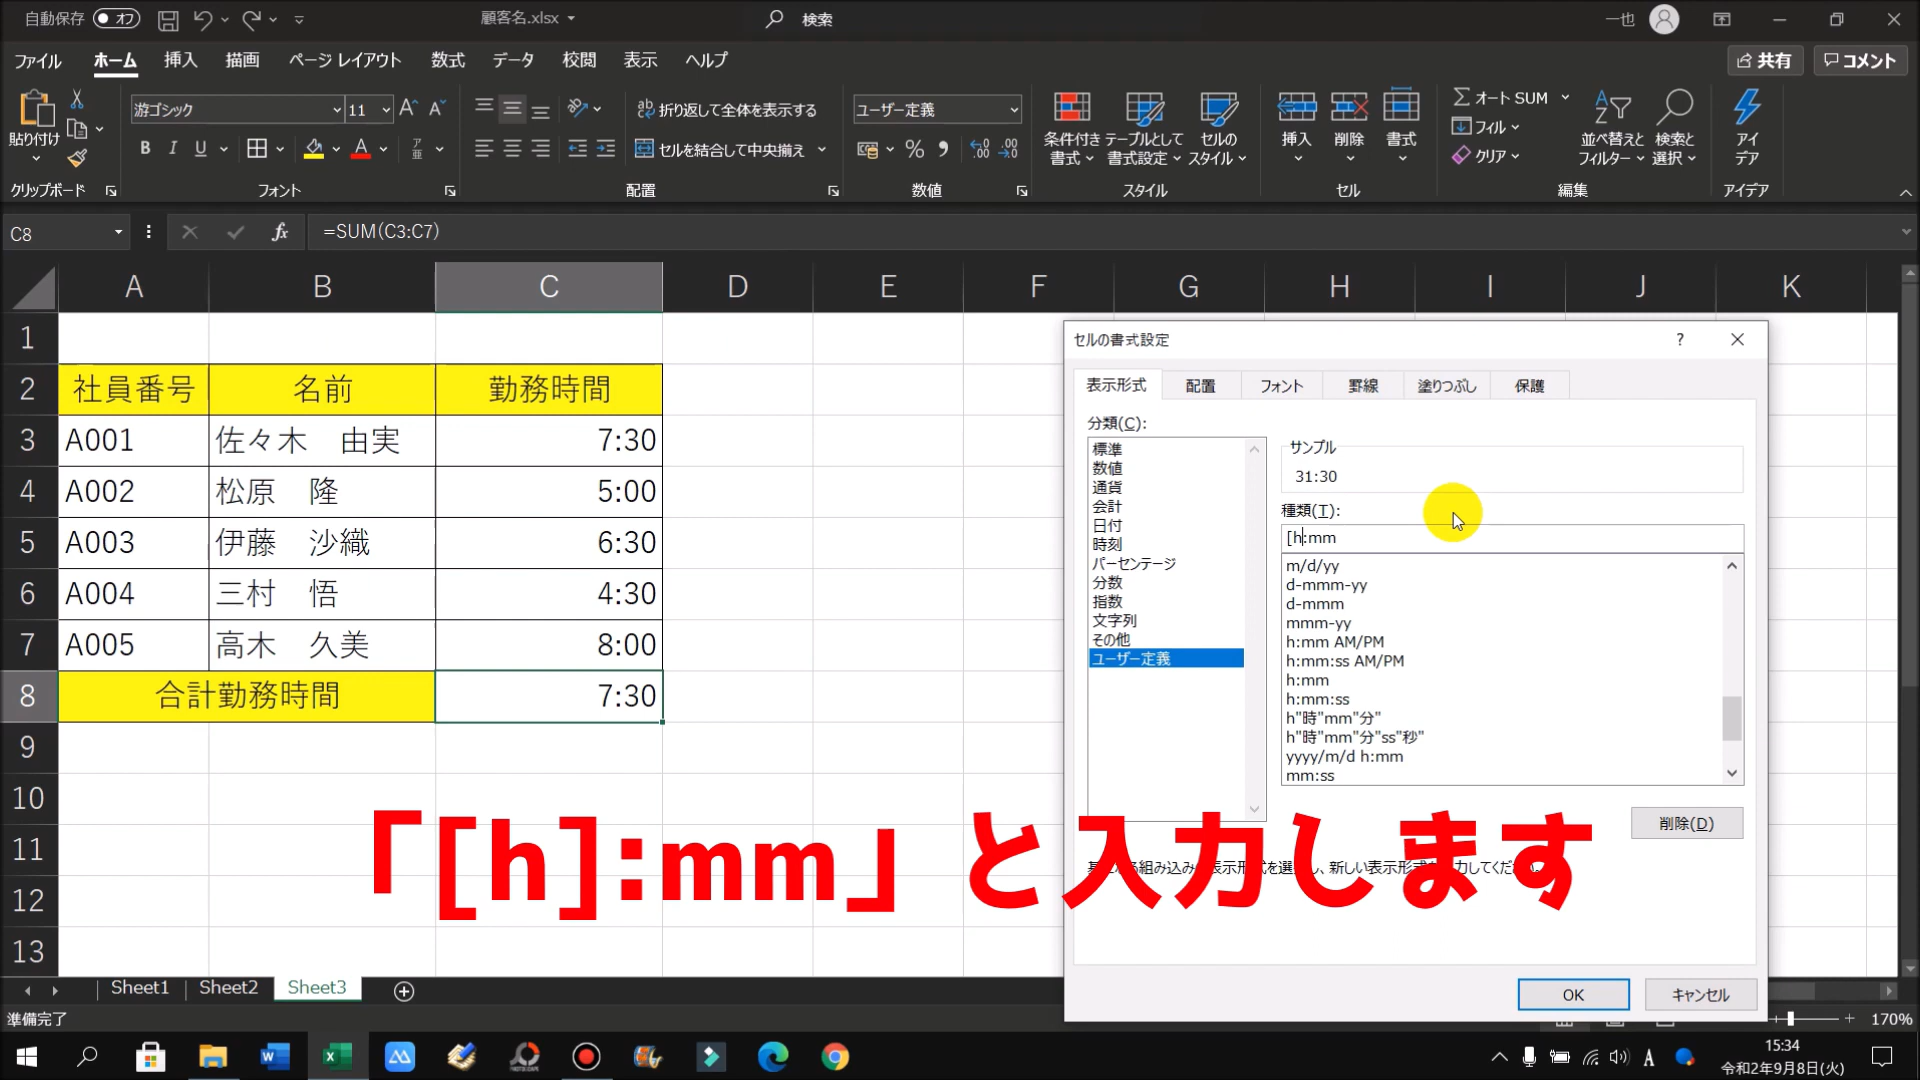 自動保存 オフ 顧客名.xlsx 検索 一也
ファイル ホーム 挿入 描画 ページ レイアウト 数式 データ 校閲 表示 ヘルプ 共有 コメント
貼り付け
クリップボード
游ゴシック 11
B I U
フォント
折り返して全体を表示する
セルを結合して中央揃え
配置
ユーザー定義
数値
条件付き書式
テーブルとして書式設定
セルのスタイル
スタイル
挿入 削除 書式
セル
オート SUM
フィル
クリア
並べ替えとフィルター
検索と選択
編集
アイデア
アイデア
C8 fx =SUM(C3:C7)
A B C D E F G H I J K
1
2 社員番号 名前 勤務時間
3 A001 佐々木　由実 7:30
4 A002 松原　隆 5:00
5 A003 伊藤　沙織 6:30
6 A004 三村　悟 4:30
7 A005 高木　久美 8:00
8 合計勤務時間 7:30
9
10
11
12
13
セルの書式設定 ?
表示形式 配置 フォント 罫線 塗りつぶし 保護
分類(C):
標準
数値
通貨
会計
日付
時刻
パーセンテージ
分数
指数
文字列
その他
ユーザー定義
サンプル
31:30
種類(T):
[h:mm
m/d/yy
d-mmm-yy
d-mmm
mmm-yy
h:mm AM/PM
h:mm:ss AM/PM
h:mm
h:mm:ss
h"時"mm"分"
h"時"mm"分"ss"秒"
yyyy/m/d h:mm
mm:ss
削除(D)
「[h]:mm」と入力します
OK キャンセル
Sheet1 Sheet2 Sheet3
準備完了 170%
15:34
令和2年9月8日(火)